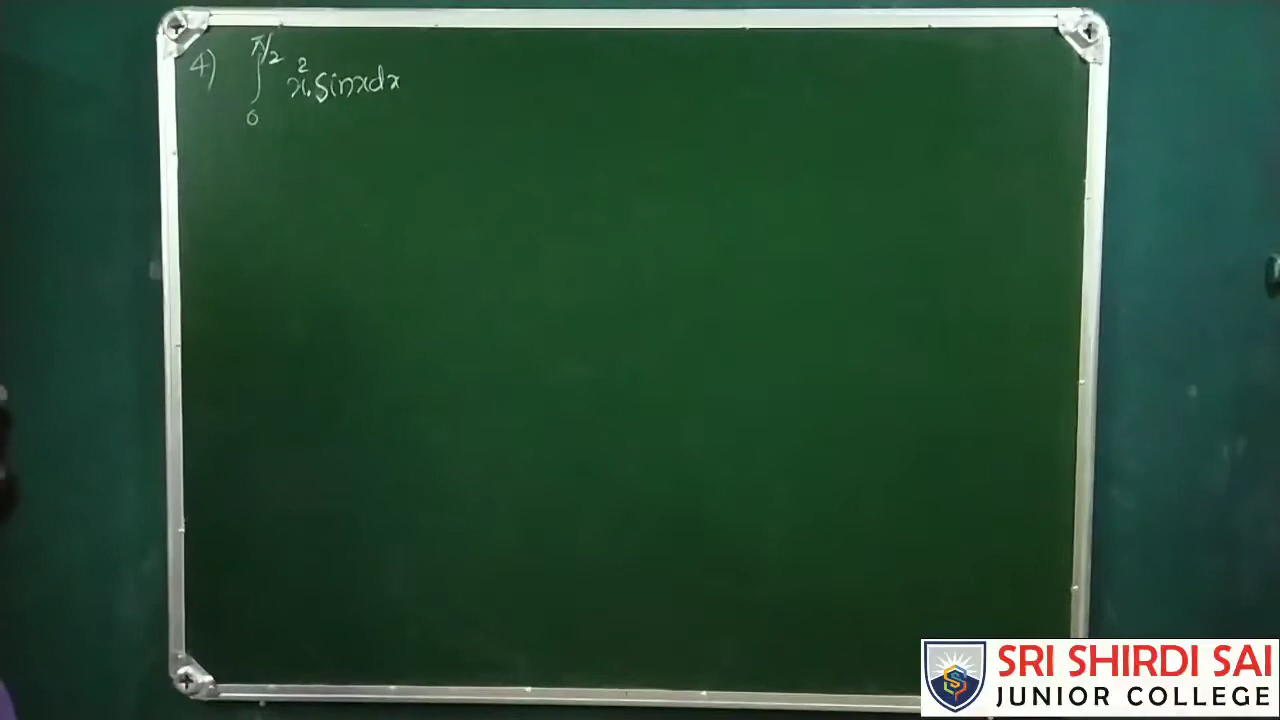 4) ∫₀^{π/2} x². sinx dx
SRI SHIRDI SAI
JUNIOR COLLEGE